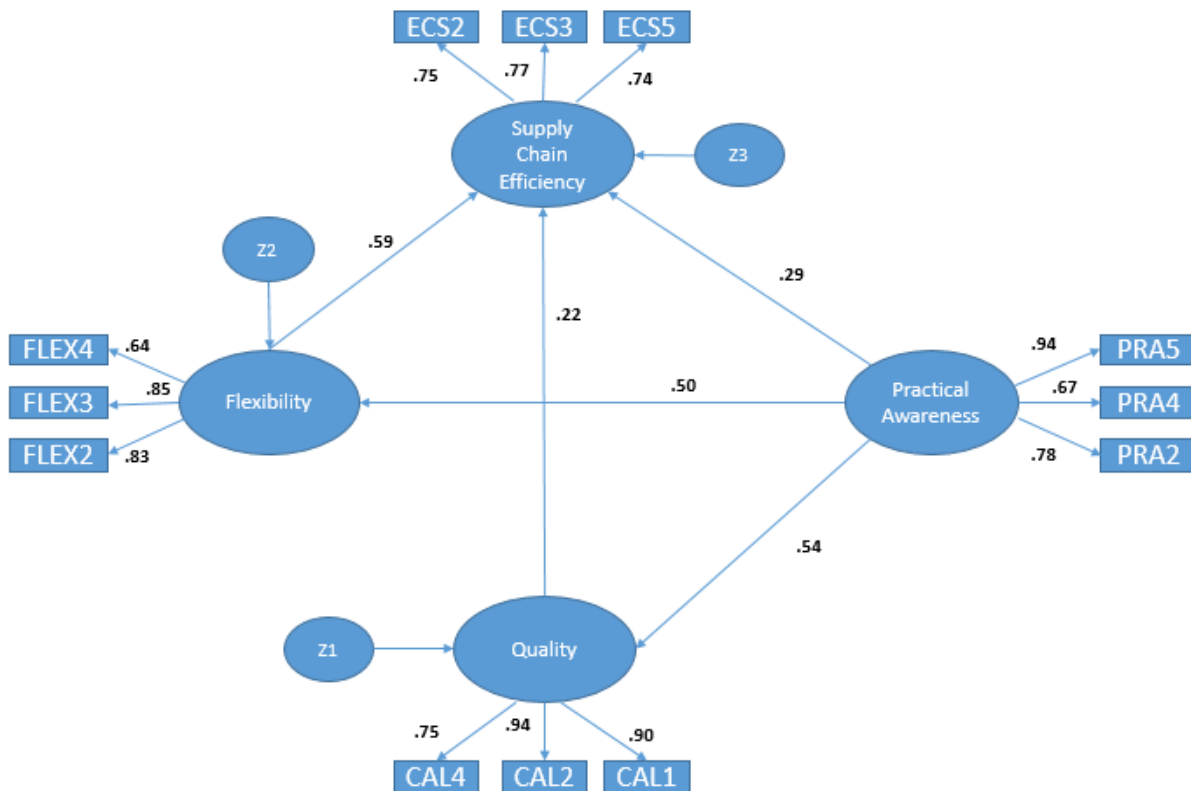 ECS2
ECS3
ECS5
.75
.77
.74
Supply
Chain
Efficiency
Z3
Z2
.59
.29
.22
FLEX4
.64
FLEX3
.85
FLEX2
.83
Flexibility
.50
Practical
Awareness
.94
PRA5
.67
PRA4
.78
PRA2
.54
Z1
Quality
.75
.94
.90
CAL4
CAL2
CAL1